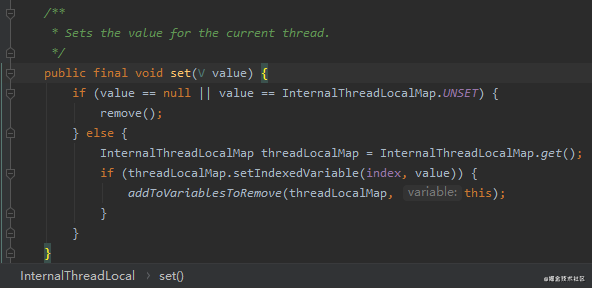 /**
 * Sets the value for the current thread.
 */
public final void set(V value) {
    if (value == null || value == InternalThreadLocalMap.UNSET) {
        remove();
    } else {
        InternalThreadLocalMap threadLocalMap = InternalThreadLocalMap.get();
        if (threadLocalMap.setIndexedVariable(index, value)) {
            addToVariablesToRemove(threadLocalMap, variable: this);
        }
    }
}
InternalThreadLocal › set()
@掘金技术社区